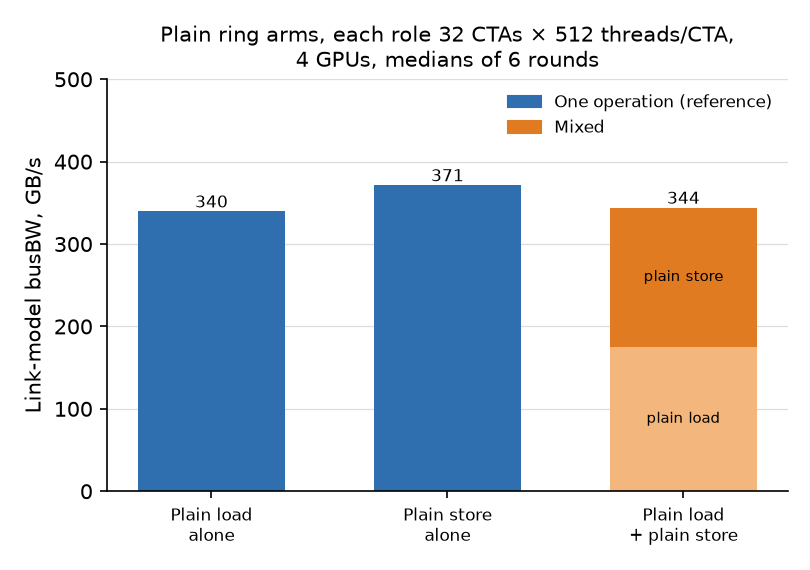 Plain ring arms, each role 32 CTAs × 512 threads/CTA,
4 GPUs, medians of 6 rounds
Link-model busBW, GB/s
500
400
300
200
100
0
One operation (reference)
Mixed
340
371
344
plain store
plain load
Plain load
alone
Plain store
alone
Plain load
+ plain store